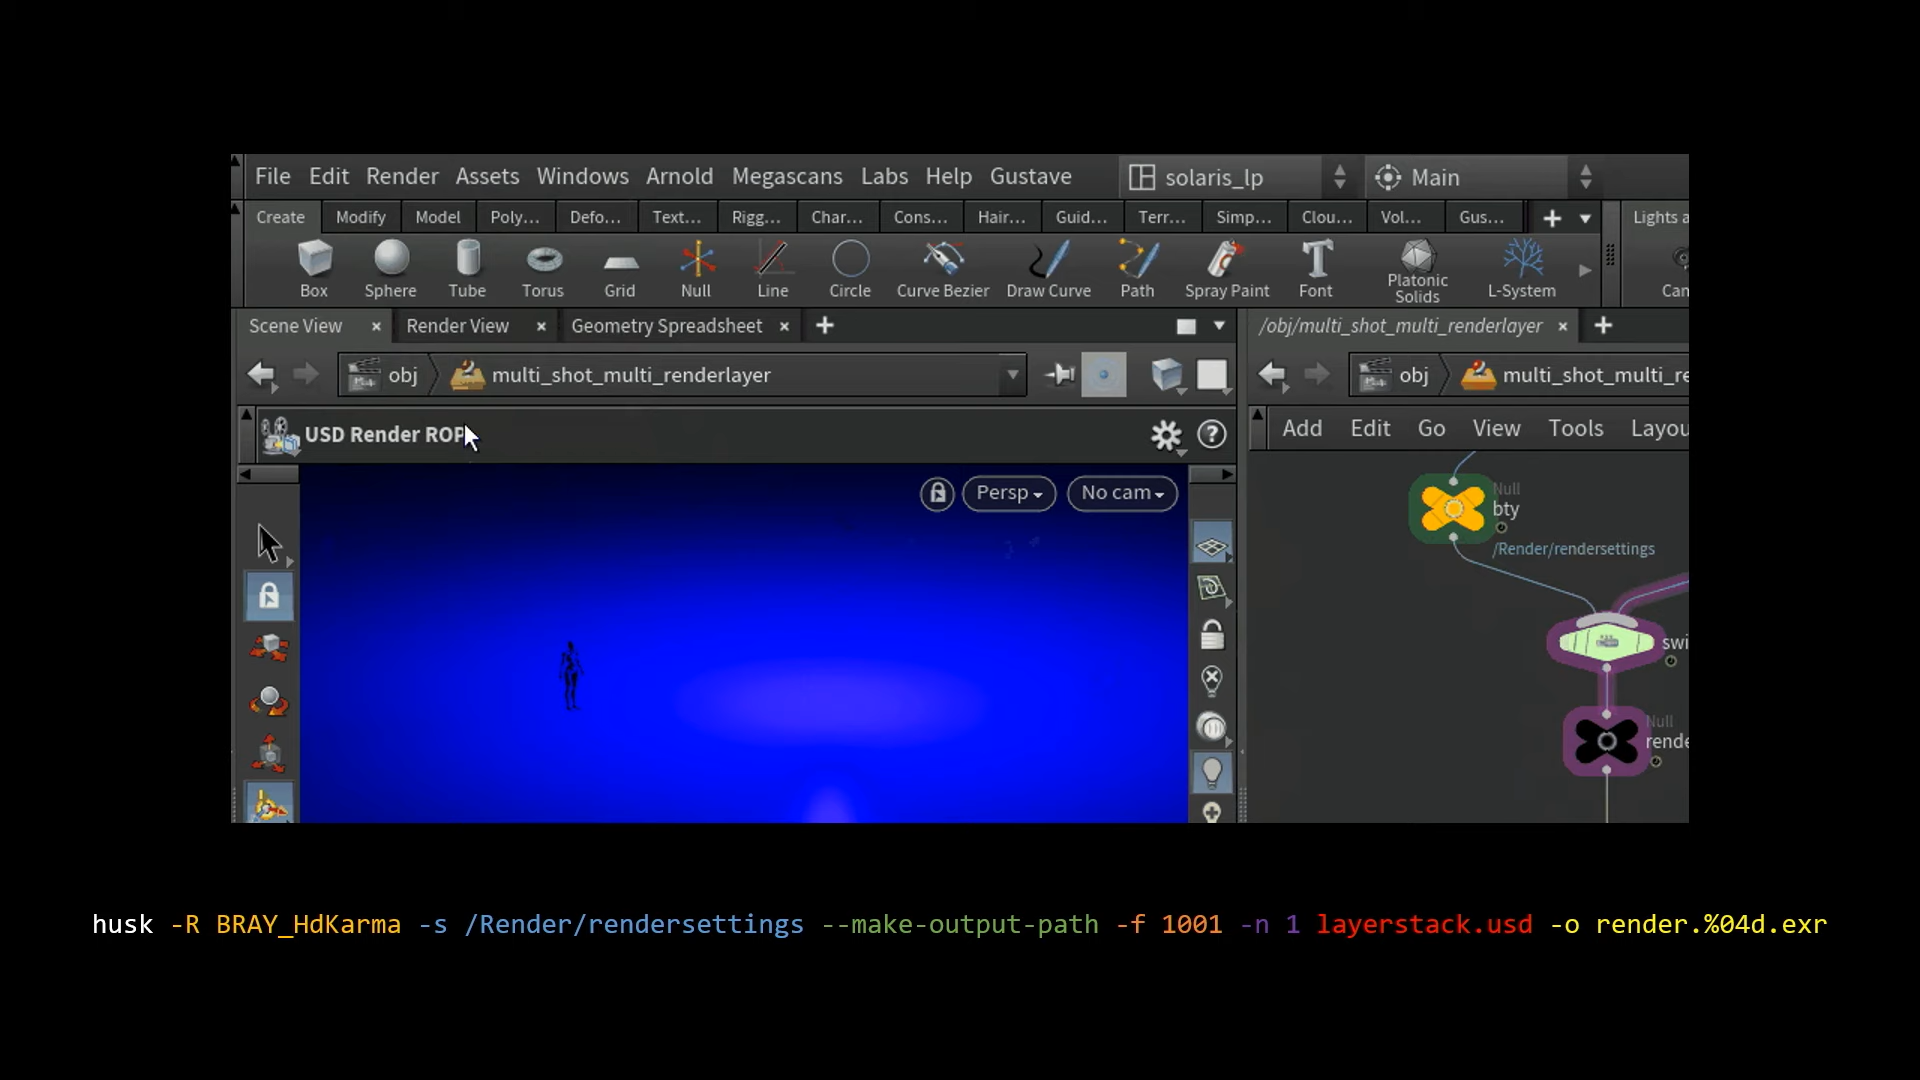 File Edit Render Assets Windows Arnold Megascans Labs Help Gustave solaris_lp Main
Create Modify Model Poly... Defo... Text... Rigg... Char... Cons... Hair... Guid... Terr... Simp... Clou... Vol... Gus... Lights a
Box Sphere Tube Torus Grid Null Line Circle Curve Bezier Draw Curve Path Spray Paint Font Platonic Solids L-System Can
Scene View Render View Geometry Spreadsheet /obj/multi_shot_multi_renderlayer
obj multi_shot_multi_renderlayer obj multi_shot_multi_re
USD Render ROP
Add Edit Go View Tools Layou
Persp No cam
Null
bty
/Render/rendersettings
swi
Null
rende
husk -R BRAY_HdKarma -s /Render/rendersettings --make-output-path -f 1001 -n 1 layerstack.usd -o render.%04d.exr